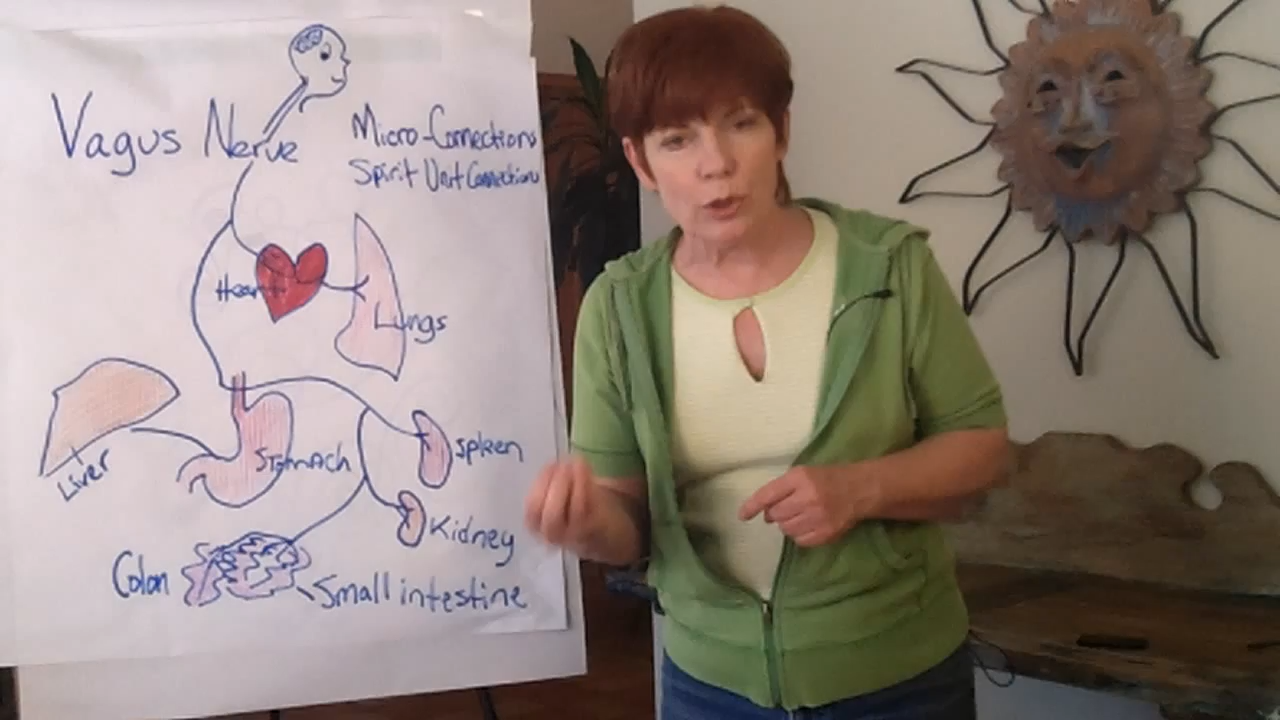 Vagus Nerve
Micro-Connections
Spirit Unit Connections
Heart
Lungs
Liver
Stomach
Spleen
Kidney
Colon
Small intestine